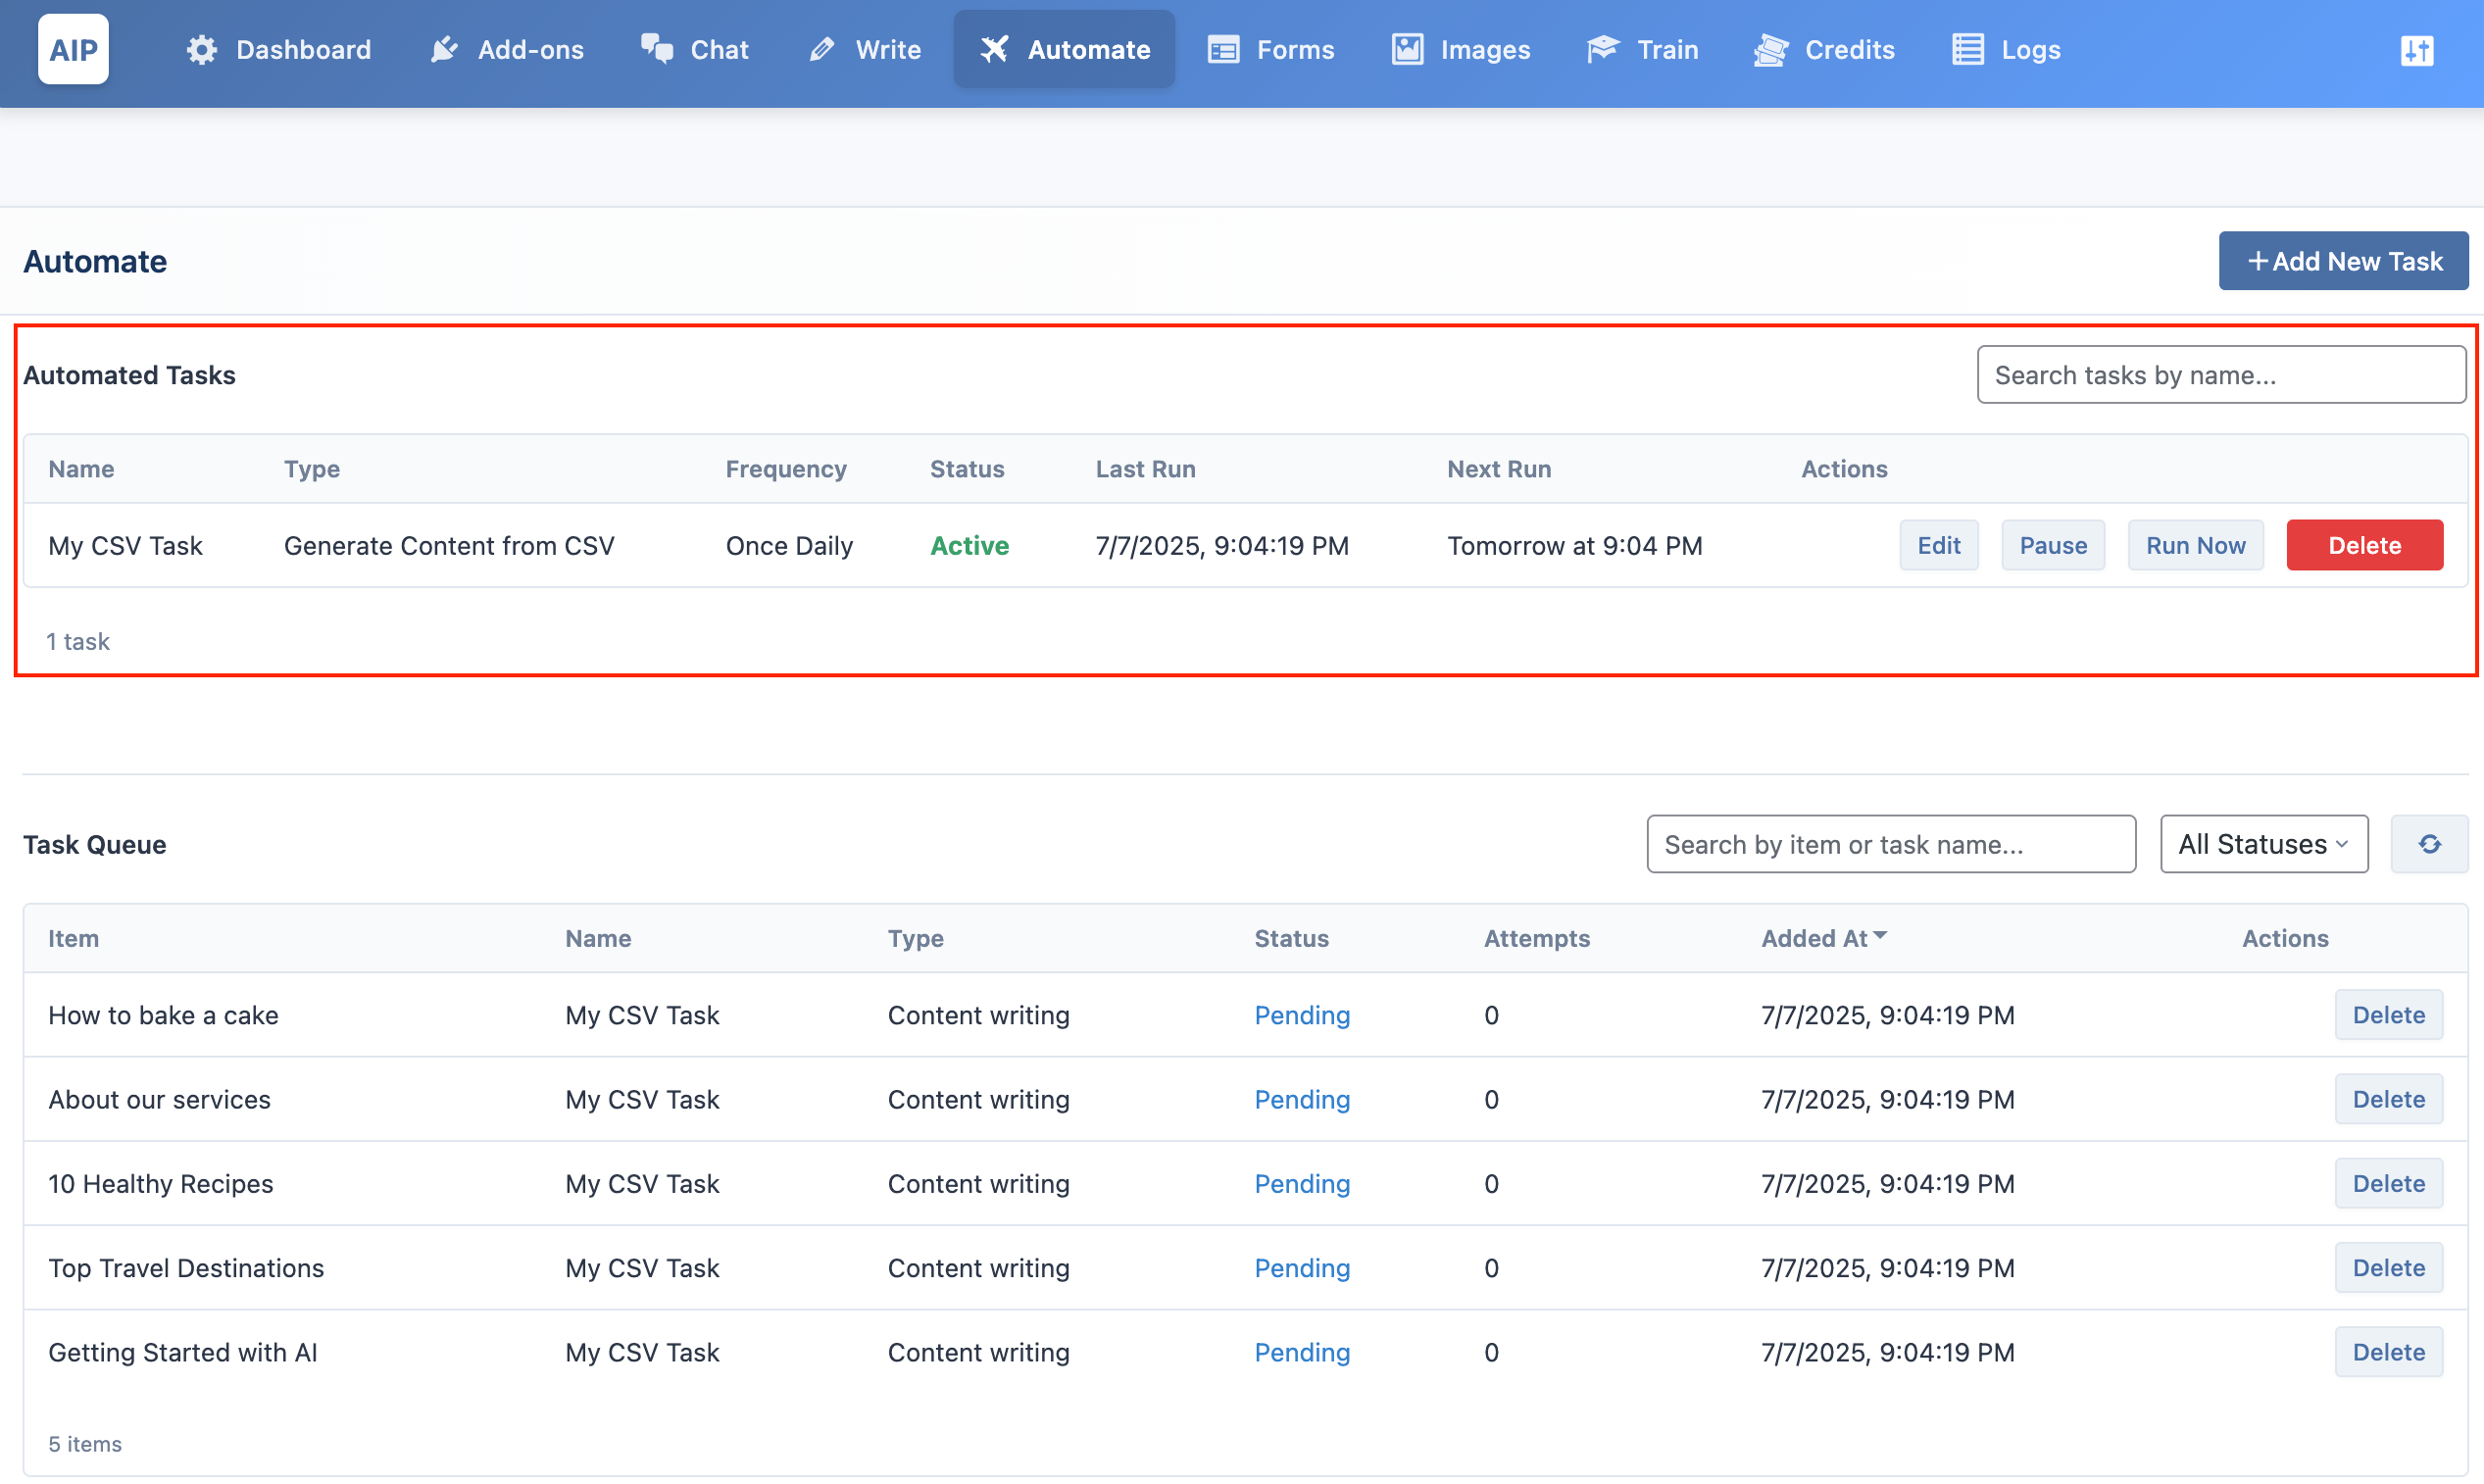 AIP Dashboard Add-ons Chat Write Automate Forms Images Train Credits Logs
Automate +Add New Task
Automated Tasks Search tasks by name...
Name Type Frequency Status Last Run Next Run Actions
My CSV Task Generate Content from CSV Once Daily Active 7/7/2025, 9:04:19 PM Tomorrow at 9:04 PM Edit Pause Run Now Delete
1 task
Task Queue Search by item or task name... All Statuses
Item Name Type Status Attempts Added At Actions
How to bake a cake My CSV Task Content writing Pending 0 7/7/2025, 9:04:19 PM Delete
About our services My CSV Task Content writing Pending 0 7/7/2025, 9:04:19 PM Delete
10 Healthy Recipes My CSV Task Content writing Pending 0 7/7/2025, 9:04:19 PM Delete
Top Travel Destinations My CSV Task Content writing Pending 0 7/7/2025, 9:04:19 PM Delete
Getting Started with AI My CSV Task Content writing Pending 0 7/7/2025, 9:04:19 PM Delete
5 items